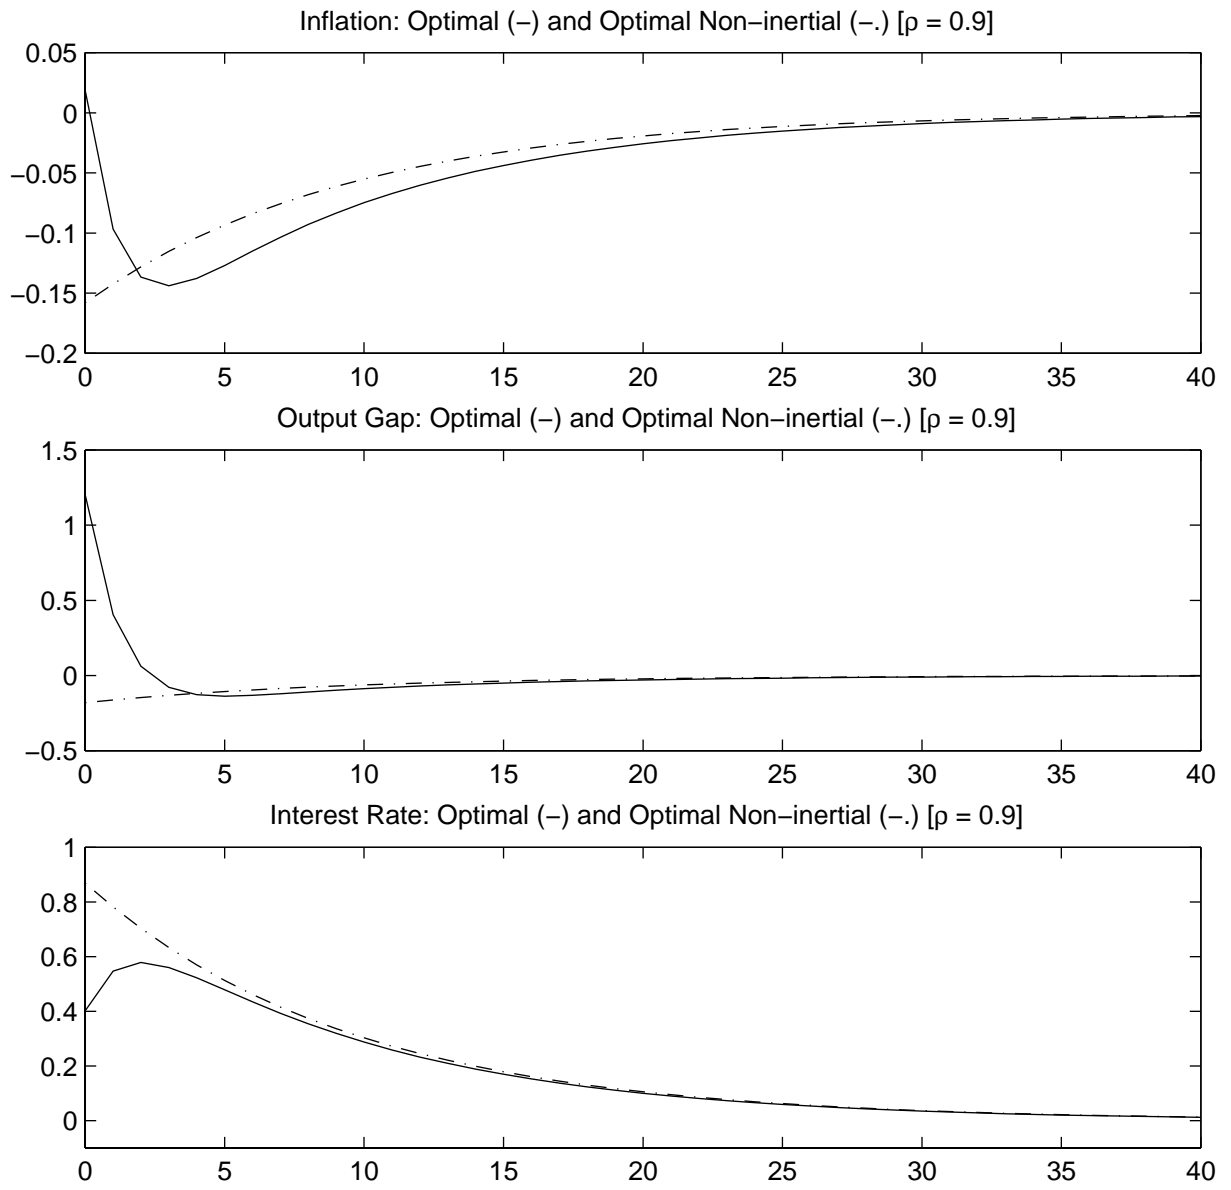 Inflation: Optimal (−) and Optimal Non−inertial (−.) [ρ = 0.9]
0.05
0
−0.05
−0.1
−0.15
−0.2
0 5 10 15 20 25 30 35 40
Output Gap: Optimal (−) and Optimal Non−inertial (−.) [ρ = 0.9]
1.5
1
0.5
0
−0.5
0 5 10 15 20 25 30 35 40
Interest Rate: Optimal (−) and Optimal Non−inertial (−.) [ρ = 0.9]
1
0.8
0.6
0.4
0.2
0
0 5 10 15 20 25 30 35 40